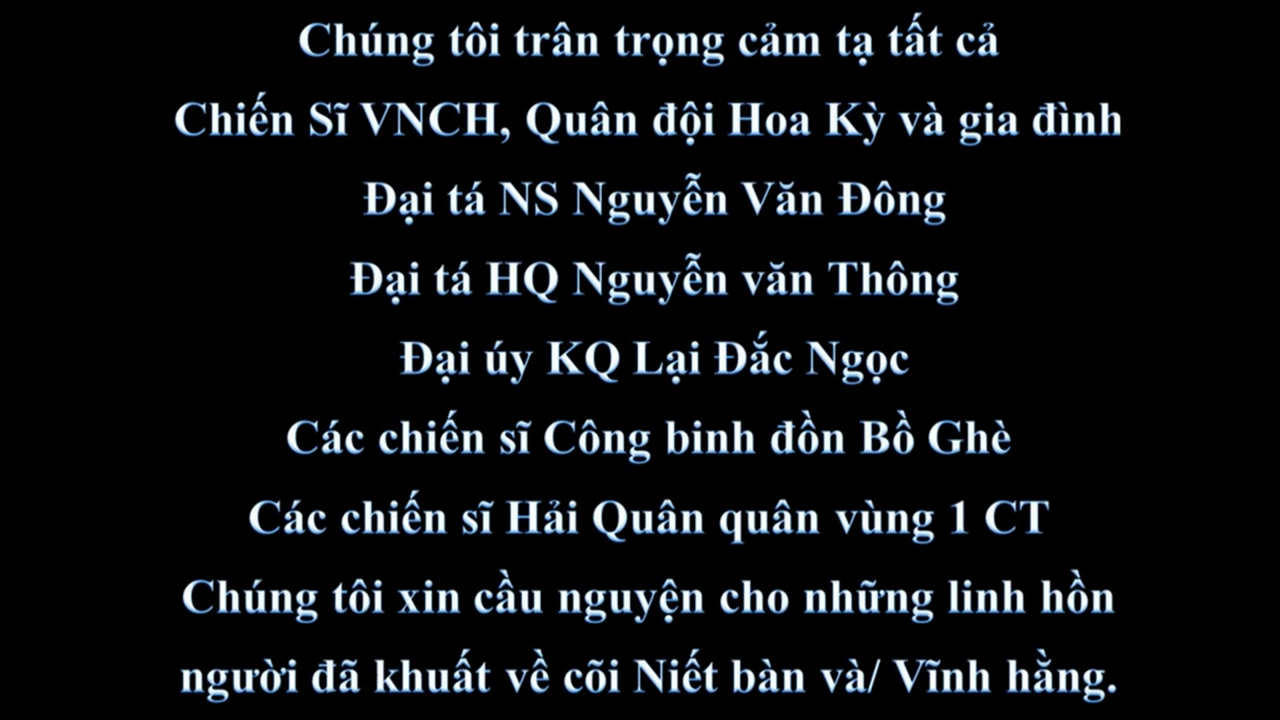 Chúng tôi trân trọng cảm tạ tất cả
Chiến Sĩ VNCH, Quân đội Hoa Kỳ và gia đình
Đại tá NS Nguyễn Văn Đông
Đại tá HQ Nguyễn văn Thông
Đại úy KQ Lại Đắc Ngọc
Các chiến sĩ Công binh đồn Bồ Ghè
Các chiến sĩ Hải Quân quân vùng 1 CT
Chúng tôi xin cầu nguyện cho những linh hồn
người đã khuất về cõi Niết bàn và/ Vĩnh hằng.